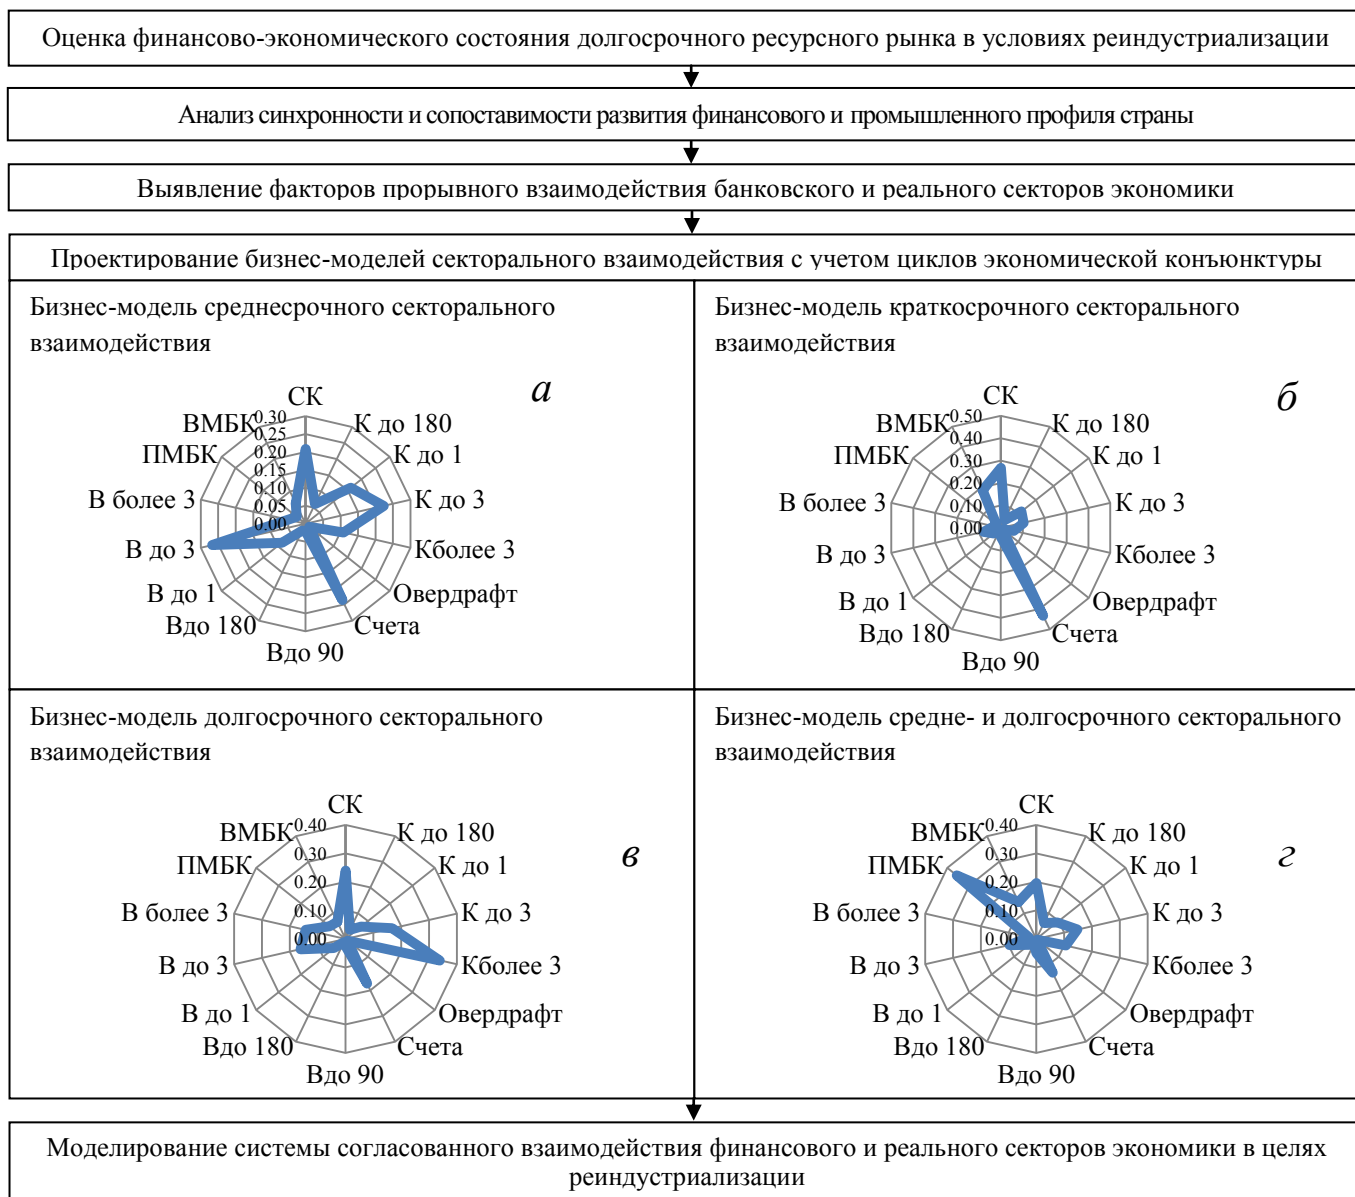 Оценка финансово-экономического состояния долгосрочного ресурсного рынка в условиях реиндустриализации
Анализ синхронности и сопоставимости развития финансового и промышленного профиля страны
Выявление факторов прорывного взаимодействия банковского и реального секторов экономики
Проектирование бизнес-моделей секторального взаимодействия с учетом циклов экономической конъюнктуры
Бизнес-модель среднесрочного секторального
взаимодействия
а
СК
К до 180
К до 1
К до 3
Кболее 3
Овердрафт
Счета
Вдо 90
Вдо 180
В до 1
В до 3
В более 3
ПМБК
ВМБК
0.30
0.25
0.20
0.15
0.10
0.05
0.00
Бизнес-модель краткосрочного секторального
взаимодействия
б
СК
К до 180
К до 1
К до 3
Кболее 3
Овердрафт
Счета
Вдо 90
Вдо 180
В до 1
В до 3
В более 3
ПМБК
ВМБК
0.50
0.40
0.30
0.20
0.10
0.00
Бизнес-модель долгосрочного секторального
взаимодействия
в
СК
К до 180
К до 1
К до 3
Кболее 3
Овердрафт
Счета
Вдо 90
Вдо 180
В до 1
В до 3
В более 3
ПМБК
ВМБК
0.40
0.30
0.20
0.10
0.00
Бизнес-модель средне- и долгосрочного секторального
взаимодействия
г
СК
К до 180
К до 1
К до 3
Кболее 3
Овердрафт
Счета
Вдо 90
Вдо 180
В до 1
В до 3
В более 3
ПМБК
ВМБК
0.40
0.30
0.20
0.10
0.00
Моделирование системы согласованного взаимодействия финансового и реального секторов экономики в целях
реиндустриализации